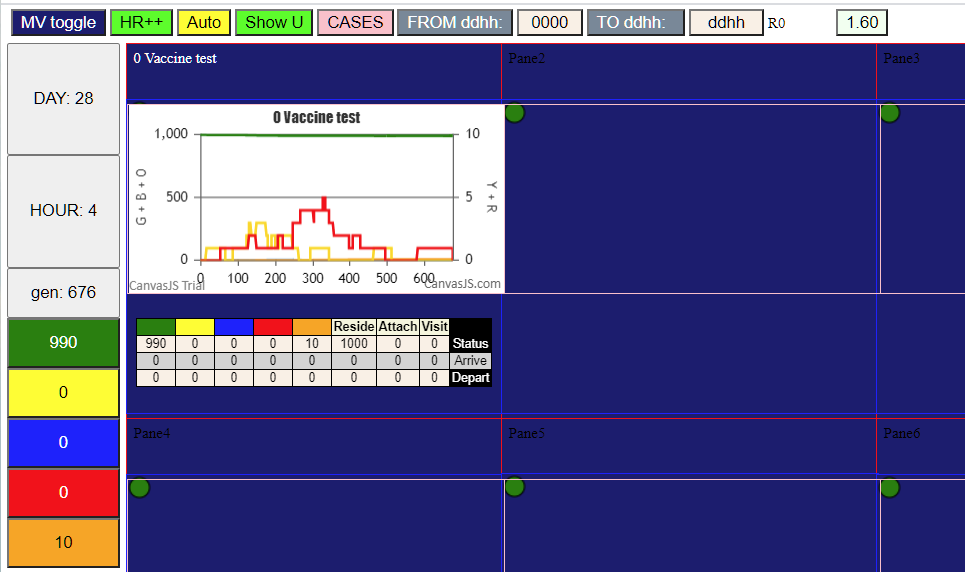 MV toggle HR++ Auto Show U CASES FROM ddhh: 0000 TO ddhh: ddhh R0 1.60
DAY: 28
HOUR: 4
gen: 676
990
0
0
0
10
0 Vaccine test Pane2 Pane3
0 Vaccine test
1,000 10
500 5
0 0
G + B + O
Y + R
0 100 200 300 400 500 600
CanvasJS Trial CanvasJS.com
Reside Attach Visit
990 0 0 0 10 1000 0 0 Status
0 0 0 0 0 0 0 0 Arrive
0 0 0 0 0 0 0 0 Depart
Pane4 Pane5 Pane6